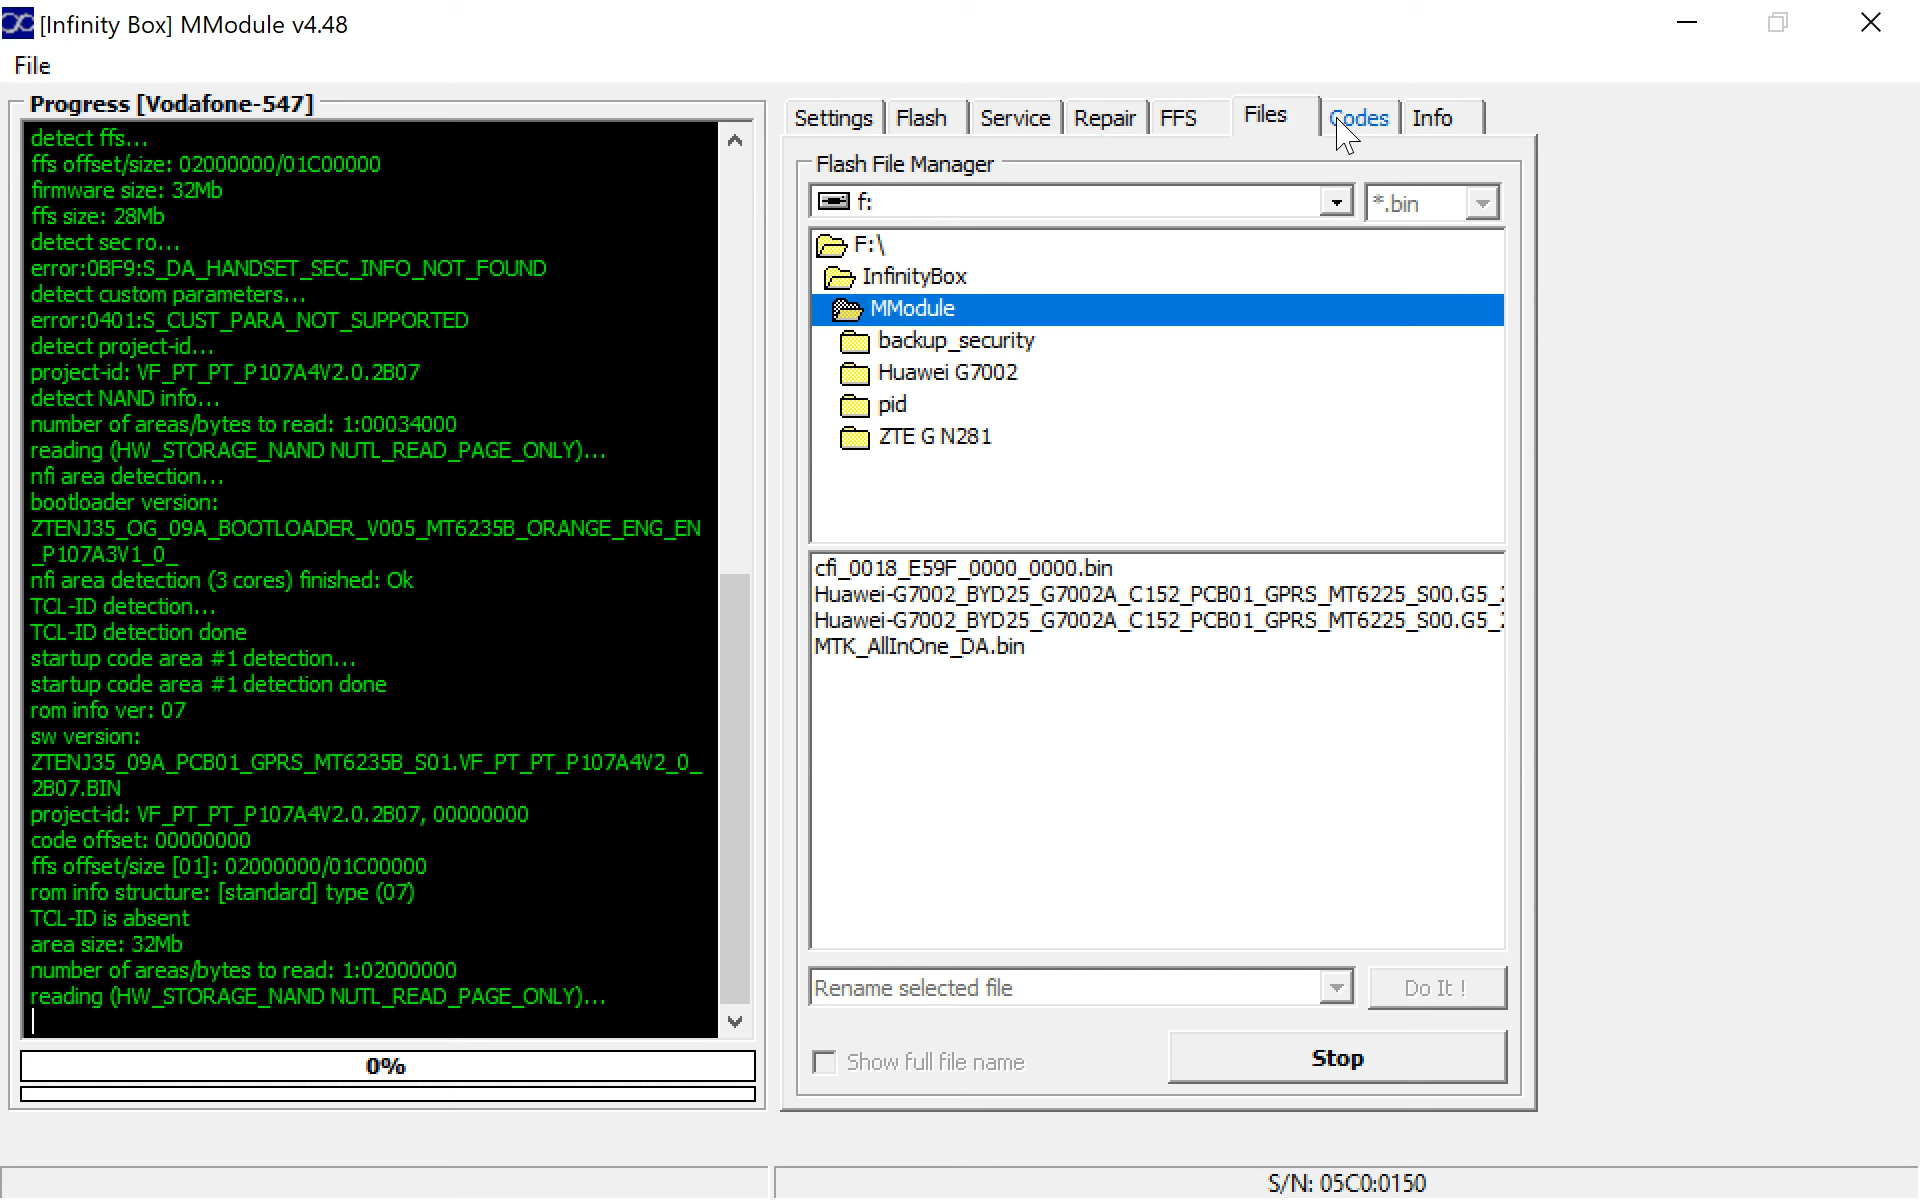 [Infinity Box] MModule v4.48
File
Progress [Vodafone-547]
detect ffs...
ffs offset/size: 02000000/01C00000
firmware size: 32Mb
ffs size: 28Mb
detect sec ro...
error:0BF9:S_DA_HANDSET_SEC_INFO_NOT_FOUND
detect custom parameters...
error:0401:S_CUST_PARA_NOT_SUPPORTED
detect project-id...
project-id: VF_PT_PT_P107A4V2.0.2B07
detect NAND info...
number of areas/bytes to read: 1:00034000
reading (HW_STORAGE_NAND NUTL_READ_PAGE_ONLY)...
nfi area detection...
bootloader version:
ZTENJ35_OG_09A_BOOTLOADER_V005_MT6235B_ORANGE_ENG_EN
_P107A3V1_0_
nfi area detection (3 cores) finished: Ok
TCL-ID detection...
TCL-ID detection done
startup code area #1 detection...
startup code area #1 detection done
rom info ver: 07
sw version:
ZTENJ35_09A_PCB01_GPRS_MT6235B_S01.VF_PT_PT_P107A4V2_0_
2B07.BIN
project-id: VF_PT_PT_P107A4V2.0.2B07, 00000000
code offset: 00000000
ffs offset/size [01]: 02000000/01C00000
rom info structure: [standard] type (07)
TCL-ID is absent
area size: 32Mb
number of areas/bytes to read: 1:02000000
reading (HW_STORAGE_NAND NUTL_READ_PAGE_ONLY)...
0%
Settings Flash Service Repair FFS Files Codes Info
Flash File Manager
f: *.bin
F:\
InfinityBox
MModule
backup_security
Huawei G7002
pid
ZTE G N281
cfi_0018_E59F_0000_0000.bin
Huawei-G7002_BYD25_G7002A_C152_PCB01_GPRS_MT6225_S00.G5_
Huawei-G7002_BYD25_G7002A_C152_PCB01_GPRS_MT6225_S00.G5_
MTK_AllInOne_DA.bin
Rename selected file Do It !
Show full file name Stop
S/N: 05C0:0150